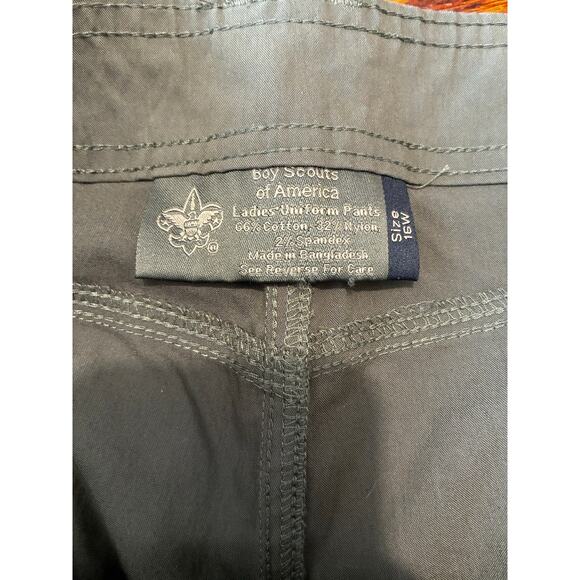 Boy Scouts
of America
Ladies Uniform Pants
66% Cotton, 32% Nylon,
2% Spandex
Made in Bangladesh
See Reverse For Care
Size
16W
®